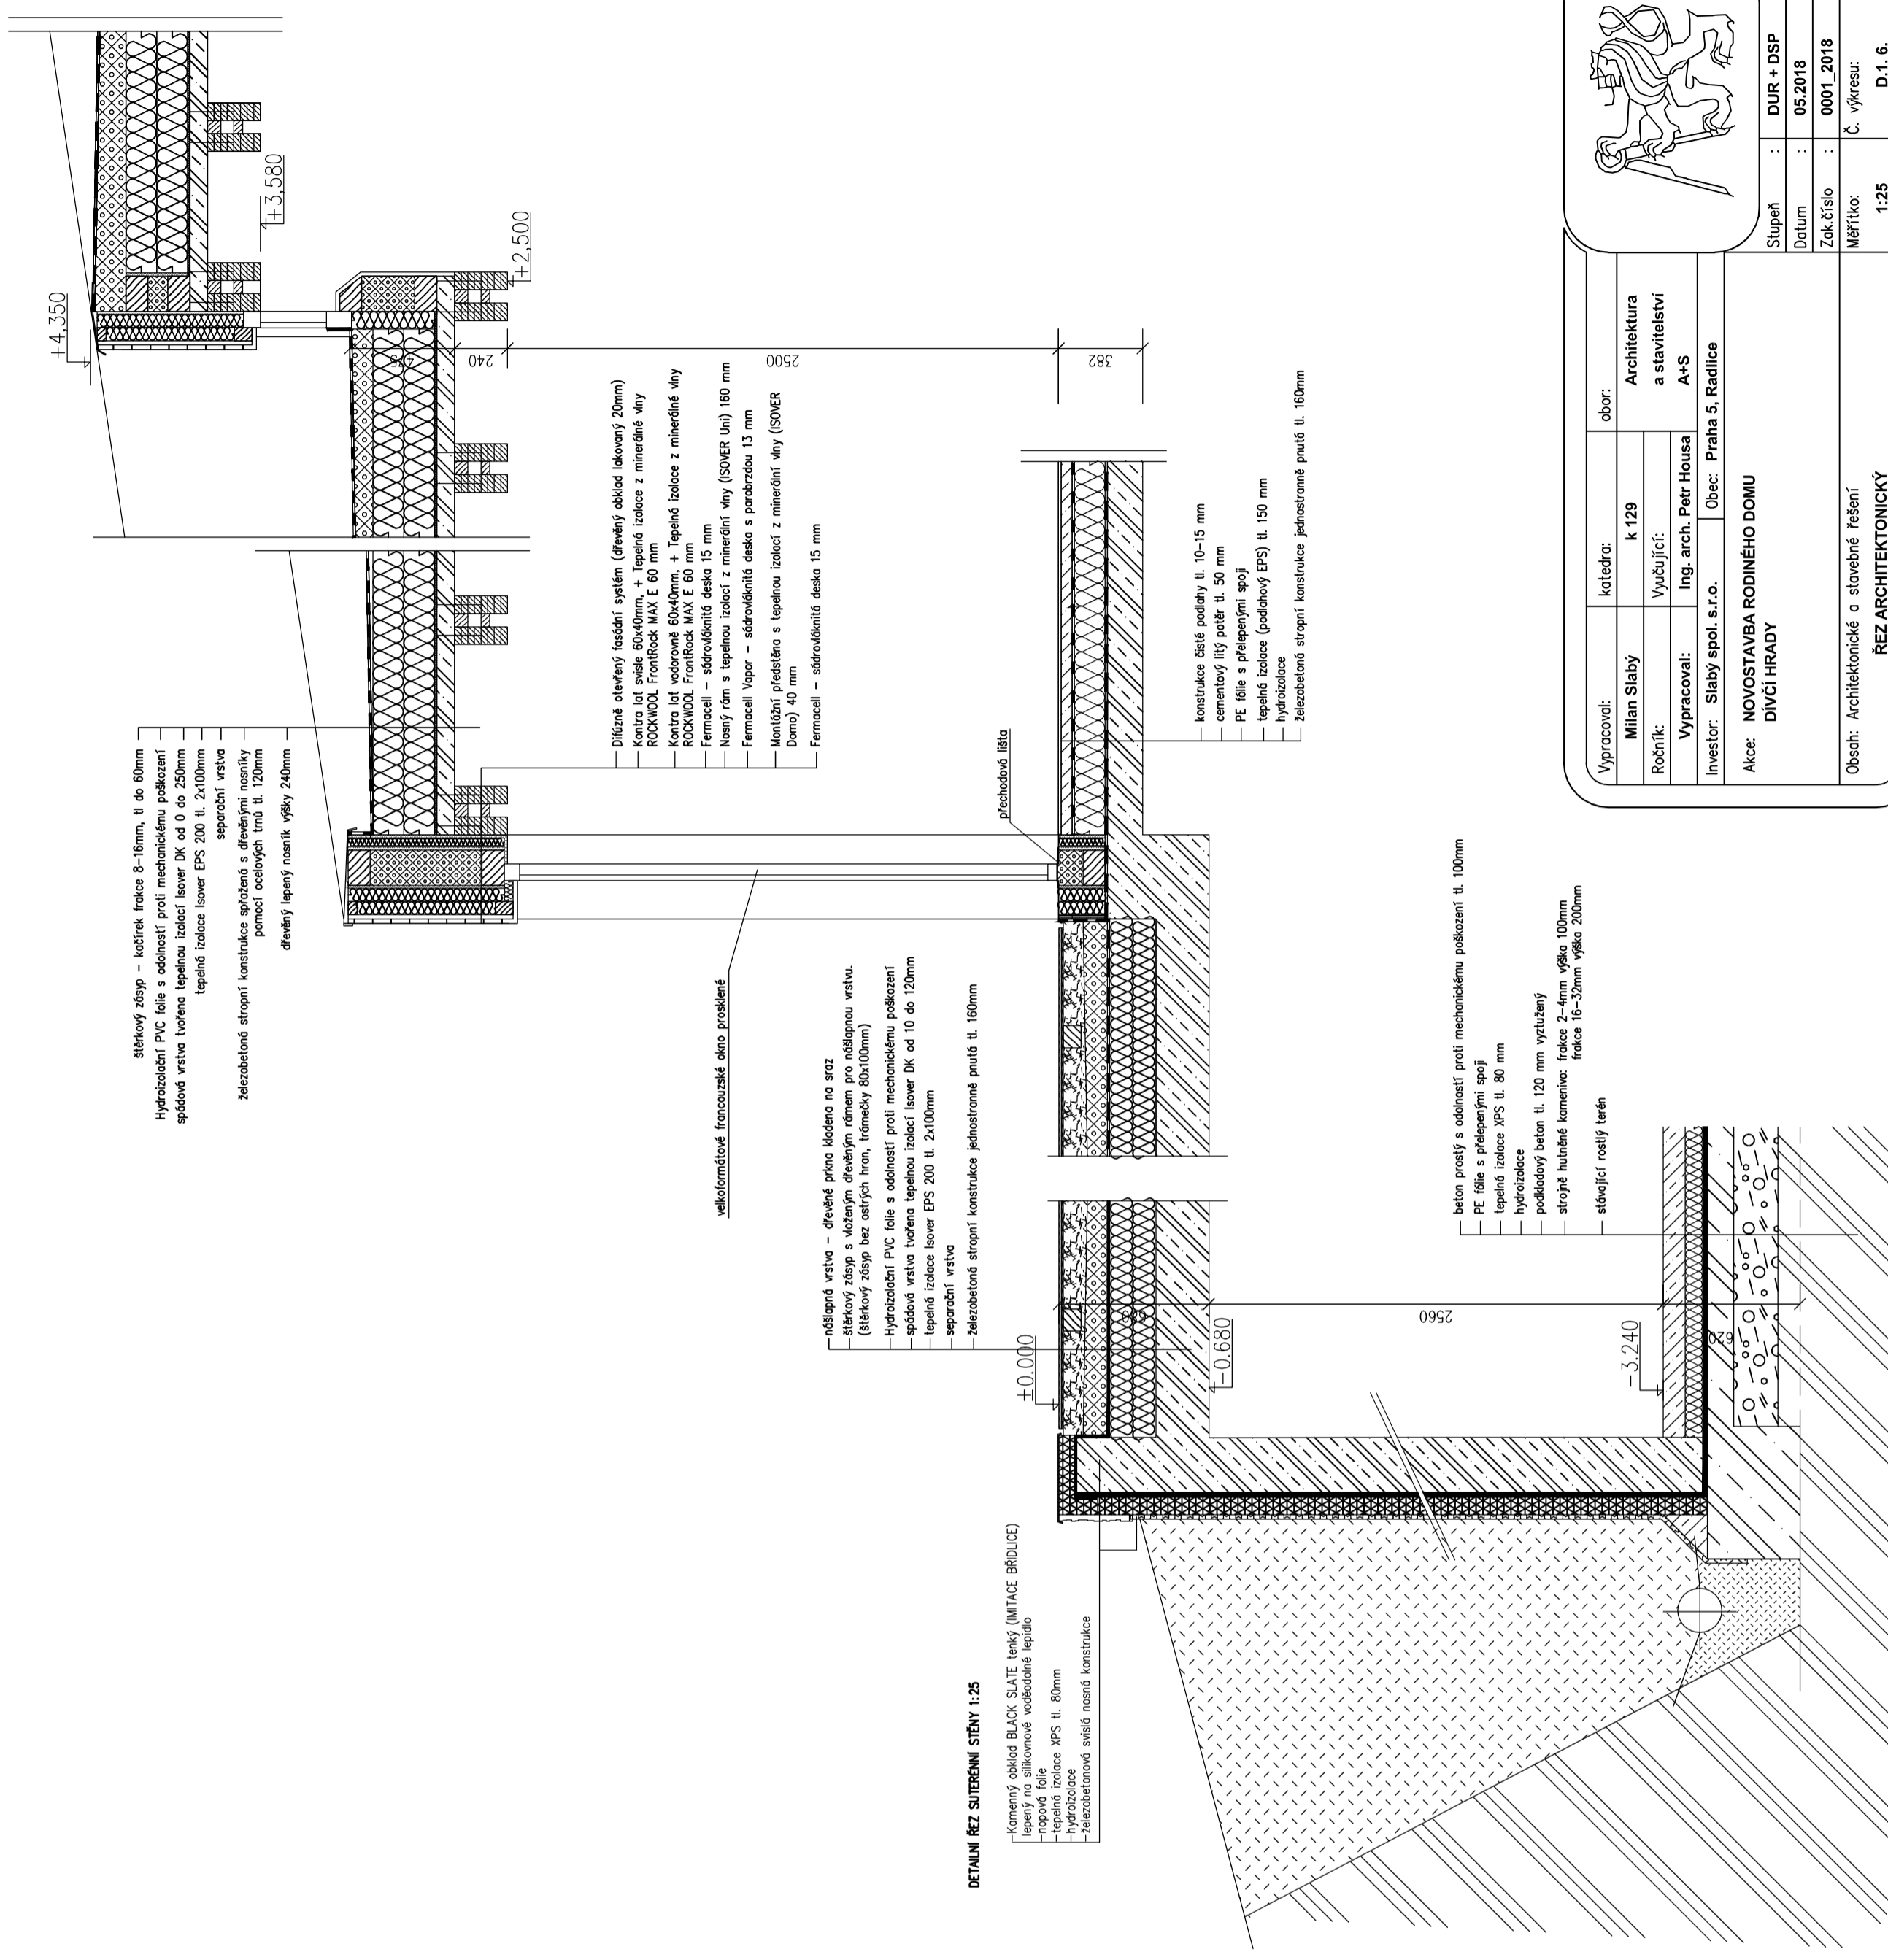 +4,350
+3,580
+2,500
475
240
2500
382
štěrkový zásyp – kačírek frakce 8–16mm, tl do 60mm
Hydroizolační PVC folie s odolností proti mechanickému poškození
spádová vrstva tvořena tepelnou izolací Isover DK od 0 do 250mm
tepelná izolace Isover EPS 200 tl. 2x100mm
separační vrstva
železobetoná stropní konstrukce spřažená s dřevěnými nosníky
pomocí ocelových trnů tl. 120mm
dřevěný lepený nosník výšky 240mm
Difůzně otevřený fasádní systém (dřevěný obklad lakovaný 20mm)
Kontra lať svisle 60x40mm, + Tepelná izolace z minerálné vlny
ROCKWOOL FrontRock MAX E 60 mm
Kontra lať vodorovně 60x40mm, + Tepelná izolace z minerálné vlny
ROCKWOOL FrontRock MAX E 60 mm
Fermacell – sádrovláknitá deska 15 mm
Nosný rám s tepelnou izolací z minerální vlny (ISOVER Uni) 160 mm
Fermacell Vapor – sádrovláknitá deska s parobrzdou 13 mm
Montážní předstěna s tepelnou izolací z minerální vlny (ISOVER
Domo) 40 mm
Fermacell – sádrovláknitá deska 15 mm
velkoformátové francouzské okno prosklené
přechodová lišta
konstrukce čisté podlahy tl. 10–15 mm
cementový litý potěr tl. 50 mm
PE fólie s přelepenými spoji
tepelná izolace (podlahový EPS) tl. 150 mm
hydroizolace
železobetoná stropní konstrukce jednostranně pnutá tl. 160mm
nášlapná vrstva – dřevěné prkna kladena na sraz
štěrkový zásyp s vloženým dřevěným rámem pro nášlapnou vrstvu.
(štěrkový zásyp bez ostrých hran, trámečky 80x100mm)
Hydroizolační PVC folie s odolností proti mechanickému poškození
spádová vrstva tvořena tepelnou izolací Isover DK od 10 do 120mm
tepelná izolace Isover EPS 200 tl. 2x100mm
separační vrstva
železobetoná stropní konstrukce jednostranně pnutá tl. 160mm
±0.000
680
-0.680
2560
-3.240
620
beton prostý s odolností proti mechanickému poškození tl. 100mm
PE fólie s přelepenými spoji
tepelná izolace XPS tl. 80 mm
hydroizolace
podkladový beton tl. 120 mm vyztužený
strojně hutněné kamenivo: frakce 2–4mm výška 100mm
frakce 16–32mm výška 200mm
stávající rostlý terén
DETAILNÍ ŘEZ SUTERÉNNÍ STĚNY 1:25
Kamenný obklad BLACK SLATE tenký (IMITACE BŘIDLICE)
lepený na silikonové voděodolné lepidlo
nopová folie
tepelná izolace XPS tl. 80mm
hydroizolace
železobetonová svislá nosná konstrukce
Vypracoval: katedra: obor:
Milan Slabý k 129 Architektura
Ročník: Vyučující: a stavitelství
Vypracoval: Ing. arch. Petr Housa A+S
Investor: Slabý spol. s.r.o. Obec: Praha 5, Radlice
Akce: NOVOSTAVBA RODINÉHO DOMU
DÍVČÍ HRADY
Stupeň : DUR + DSP
Datum : 05.2018
Zak.číslo : 0001_2018
Obsah: Architektonické a stavebné řešení
ŘEZ ARCHITEKTONICKÝ
Měřítko: Č. výkresu:
1:25 D.1. 6.